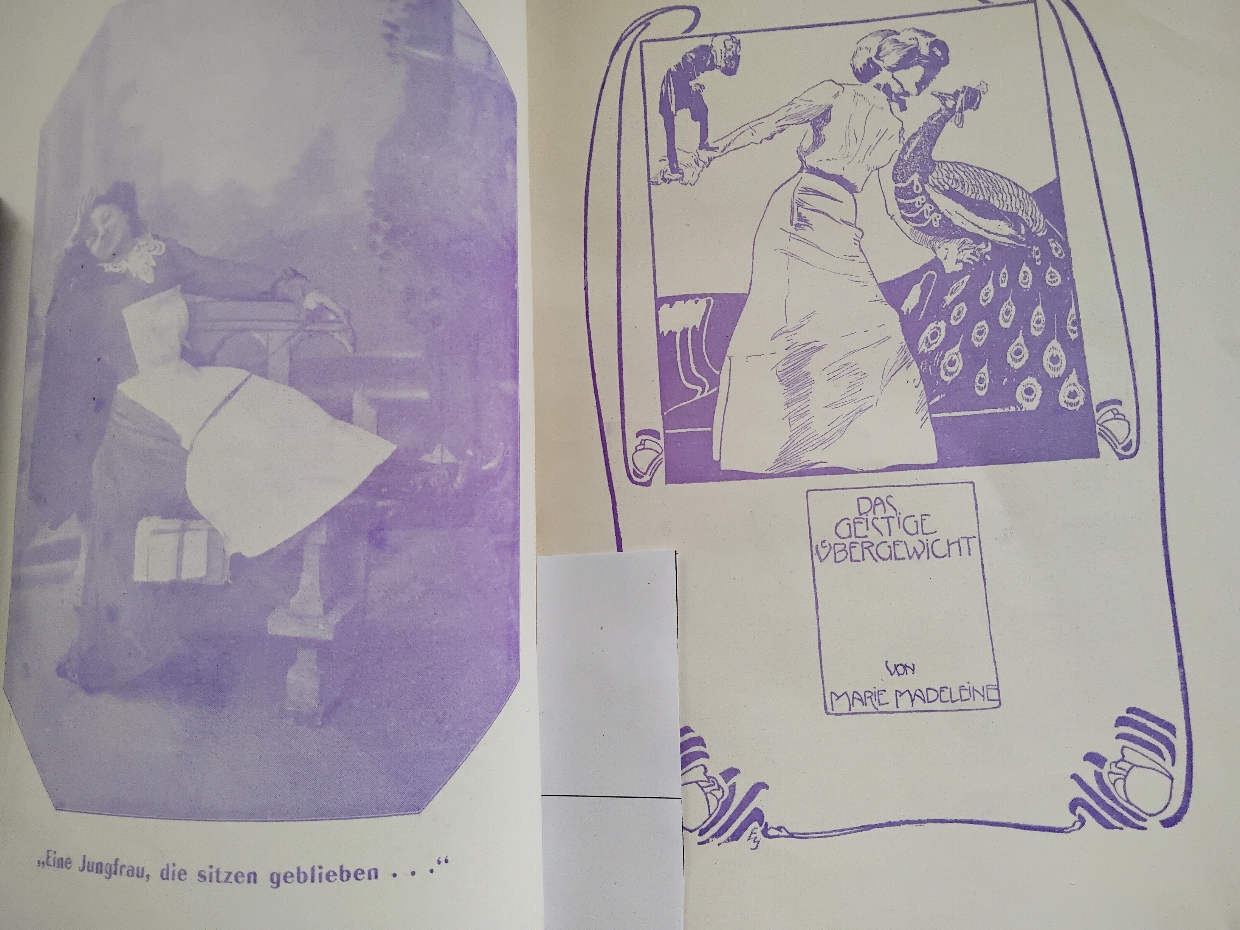 „Eine Jungfrau, die sitzen geblieben . . .“
DAS
GEISTIGE
ÜBERGEWICHT
VON
MARIE MADELEINE